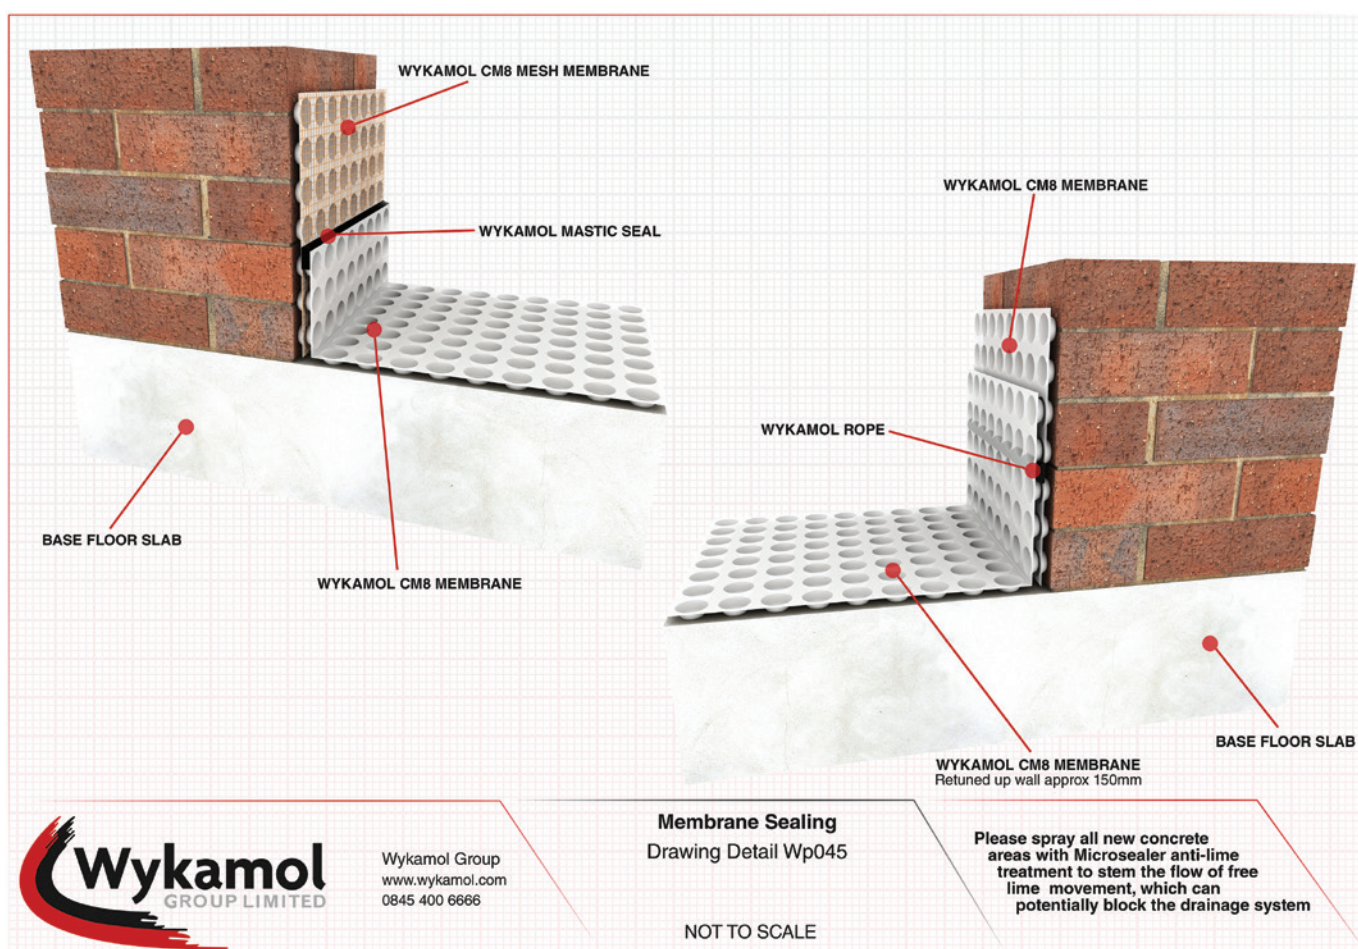 WYKAMOL CM8 MESH MEMBRANE
WYKAMOL MASTIC SEAL
BASE FLOOR SLAB
WYKAMOL CM8 MEMBRANE
WYKAMOL CM8 MEMBRANE
WYKAMOL ROPE
BASE FLOOR SLAB
WYKAMOL CM8 MEMBRANE
Retuned up wall approx 150mm
Wykamol
GROUP LIMITED
Wykamol Group
www.wykamol.com
0845 400 6666
Membrane Sealing
Drawing Detail Wp045
NOT TO SCALE
Please spray all new concrete
areas with Microsealer anti-lime
treatment to stem the flow of free
lime movement, which can
potentially block the drainage system